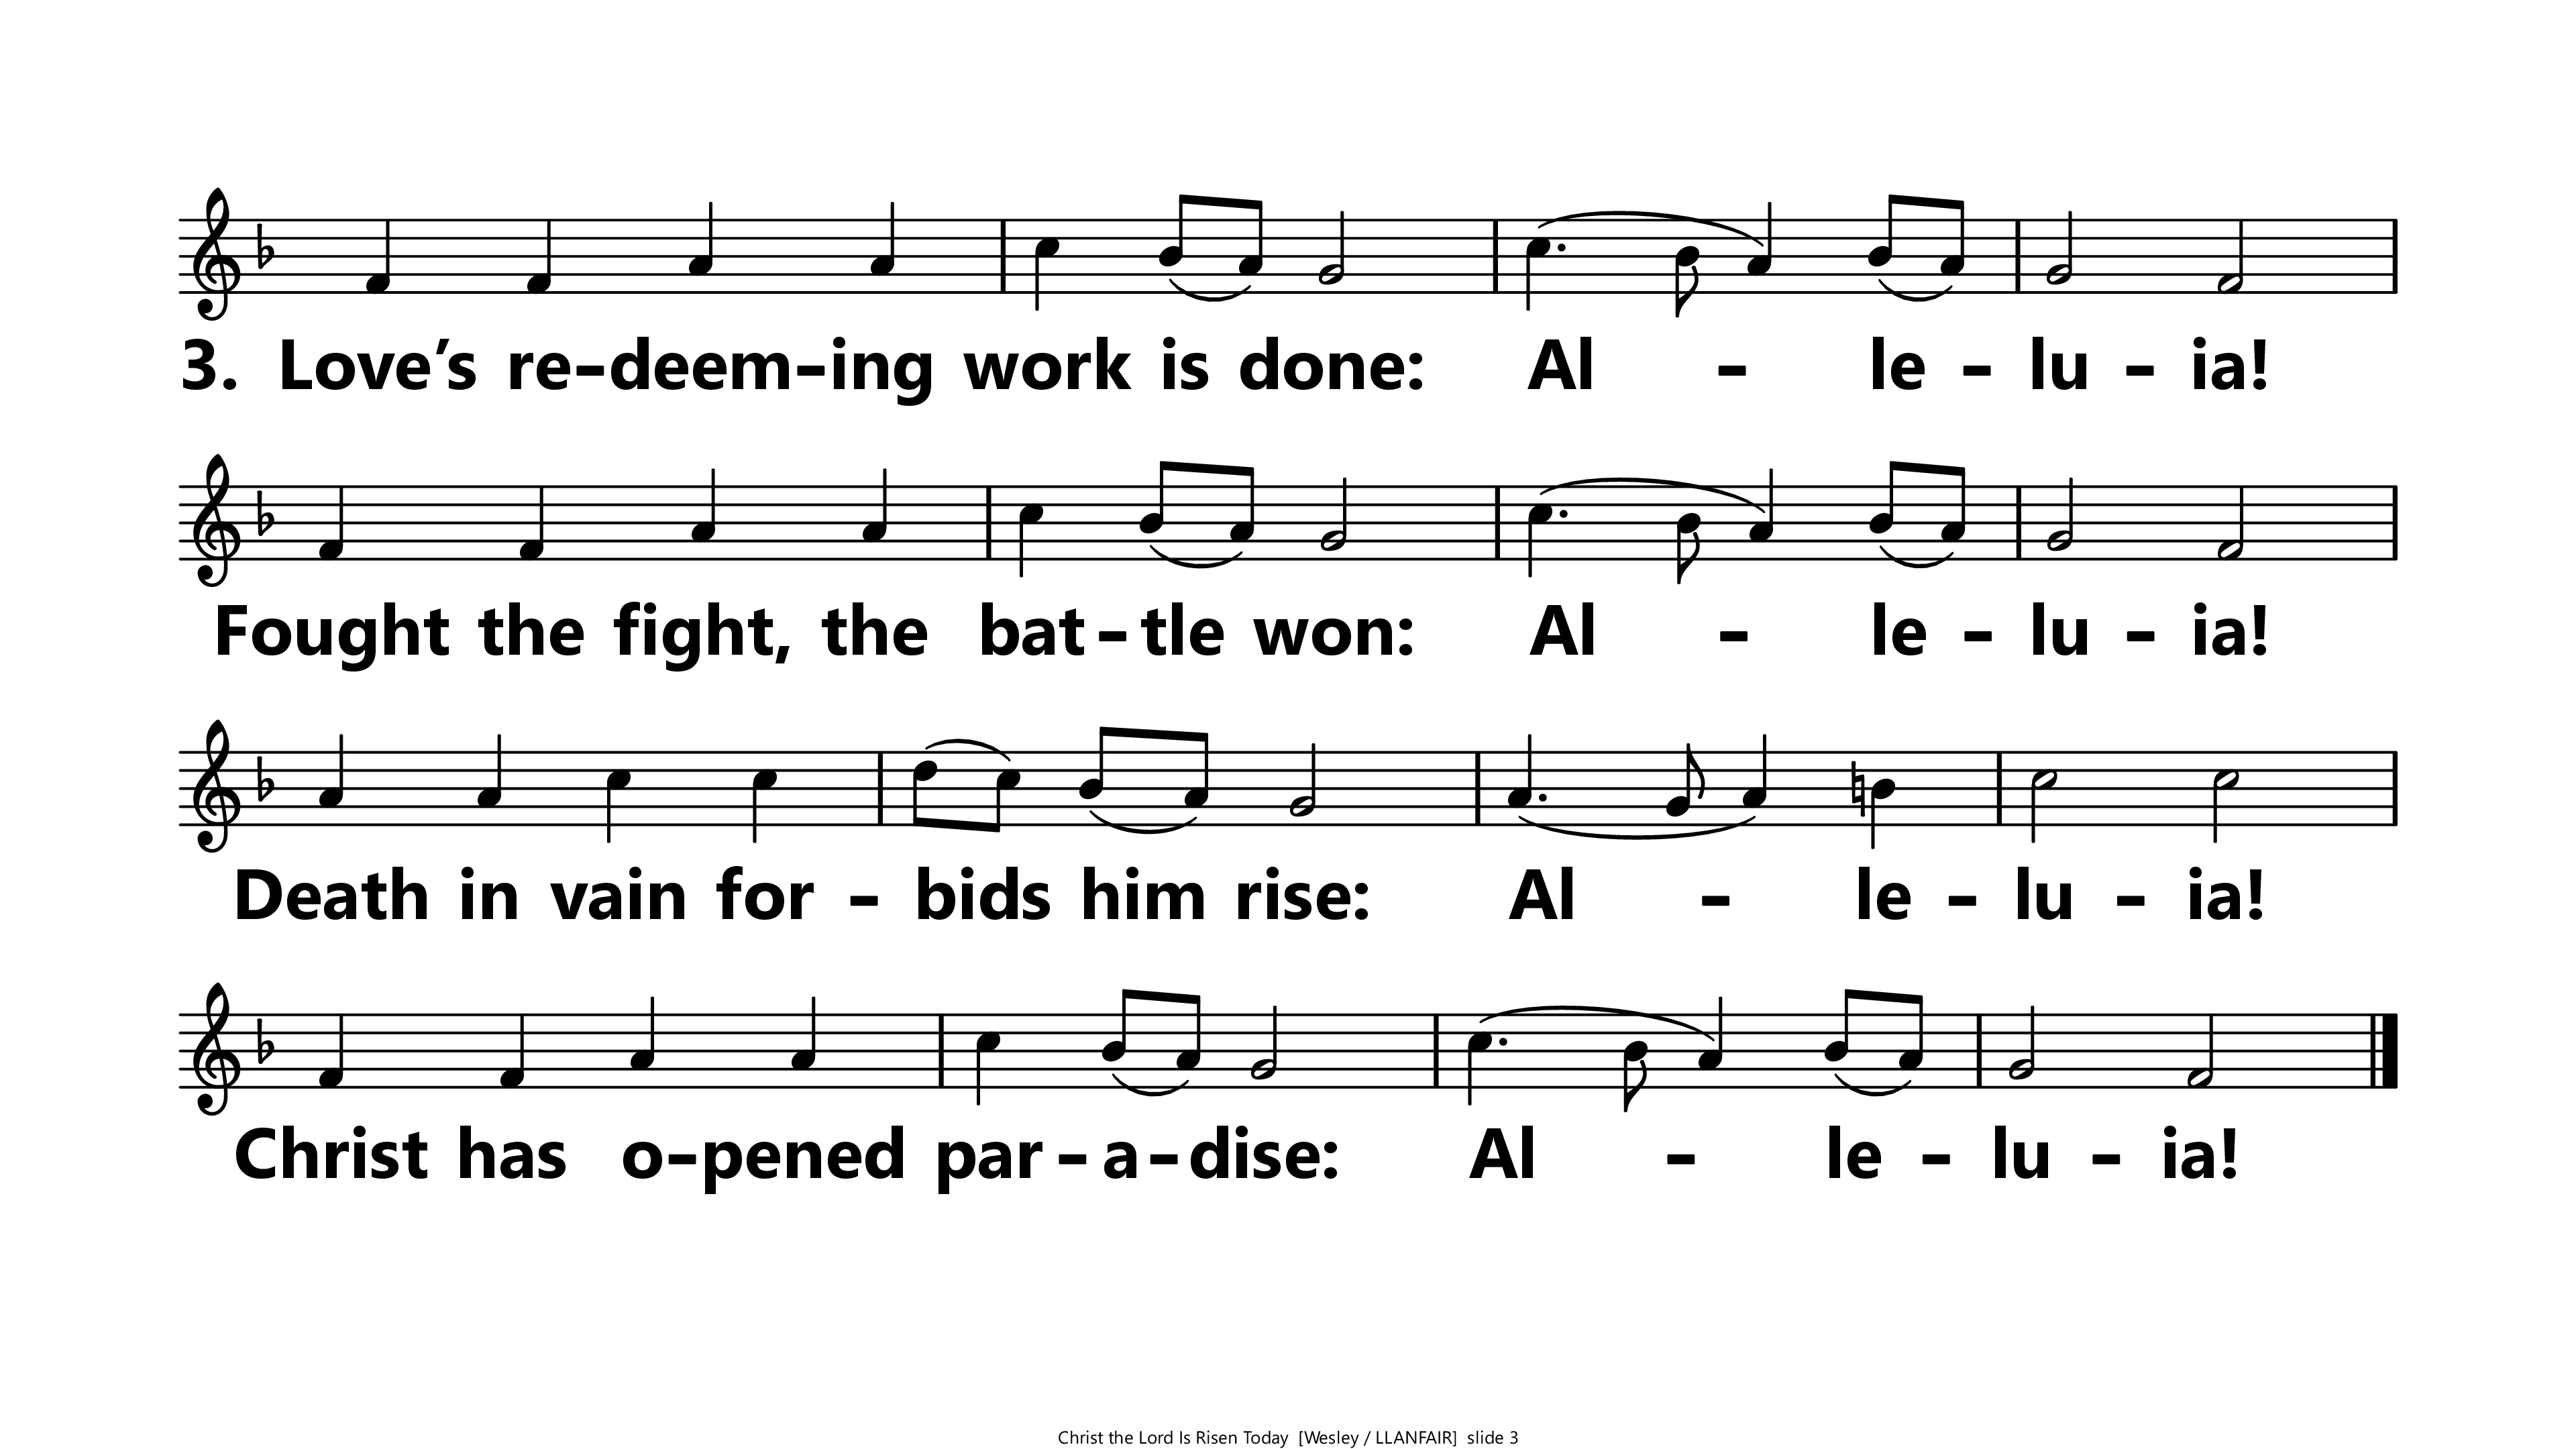 3. Love’s re-deem-ing work is done: Al - le - lu - ia!
Fought the fight, the bat - tle won: Al - le - lu - ia!
Death in vain for - bids him rise: Al - le - lu - ia!
Christ has o-pened par - a - dise: Al - le - lu - ia!
Christ the Lord Is Risen Today [Wesley / LLANFAIR] slide 3